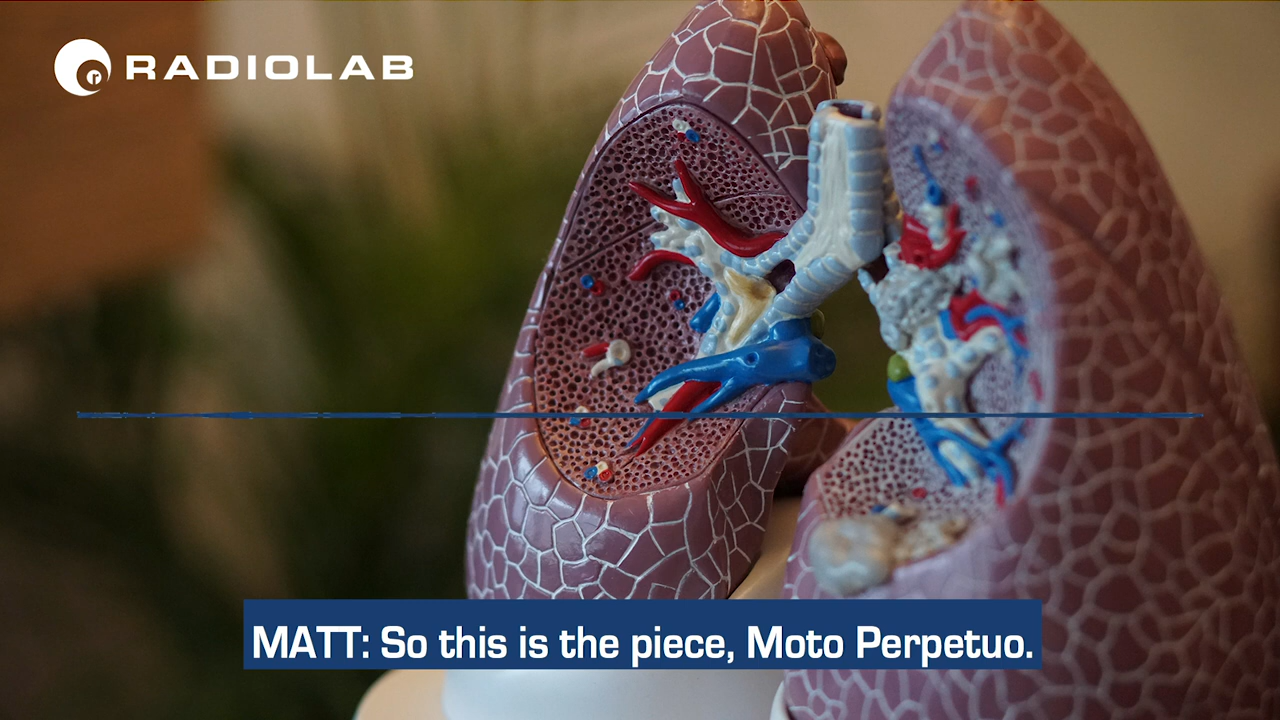 RADIOLAB
MATT: So this is the piece, Moto Perpetuo.